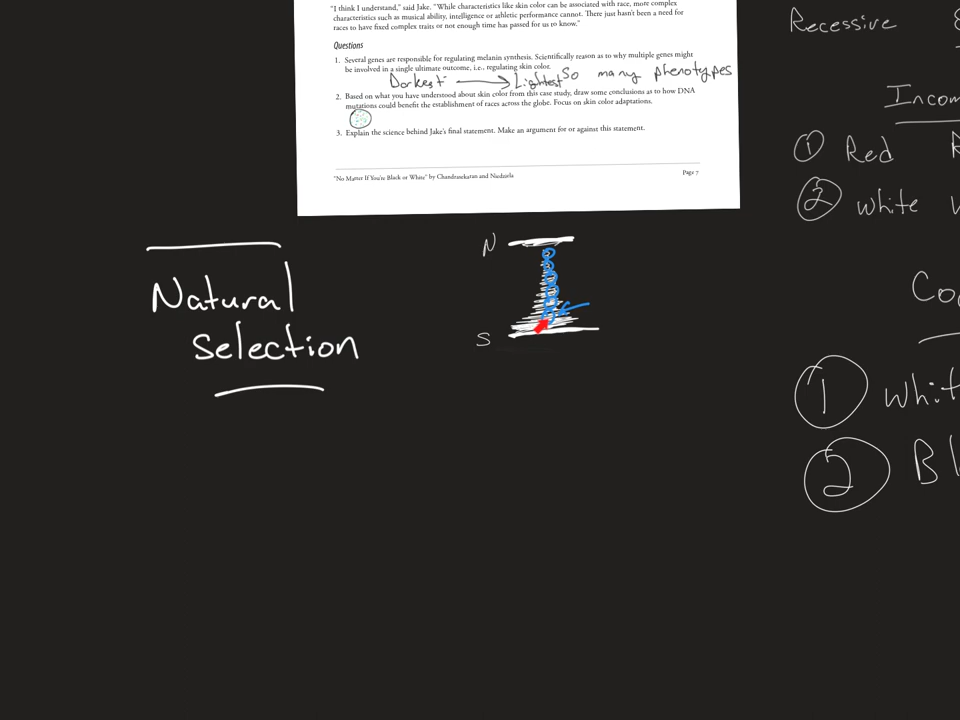 "I think I understand," said Jake. "While characteristics like skin color can be associated with race, more complex
characteristics such as musical ability, intelligence or athletic performance cannot. There just hasn't been a need for
races to have fixed complex traits or not enough time has passed for us to know."
Questions
1. Several genes are responsible for regulating melanin synthesis. Scientifically reason as to why multiple genes might
be involved in a single ultimate outcome, i.e., regulating skin color.
Darkest → Lightest So many phenotypes
2. Based on what you have understood about skin color from this case study, draw some conclusions as to how DNA
mutations could benefit the establishment of races across the globe. Focus on skin color adaptations.
3. Explain the science behind Jake's final statement. Make an argument for or against this statement.
"No Matter If You're Black or White" by Chandrasekaran and Niedziela
Page 7
Recessive
Incom
① Red
② White
Natural
Selection
N
S
Co
① Whit
② Bl